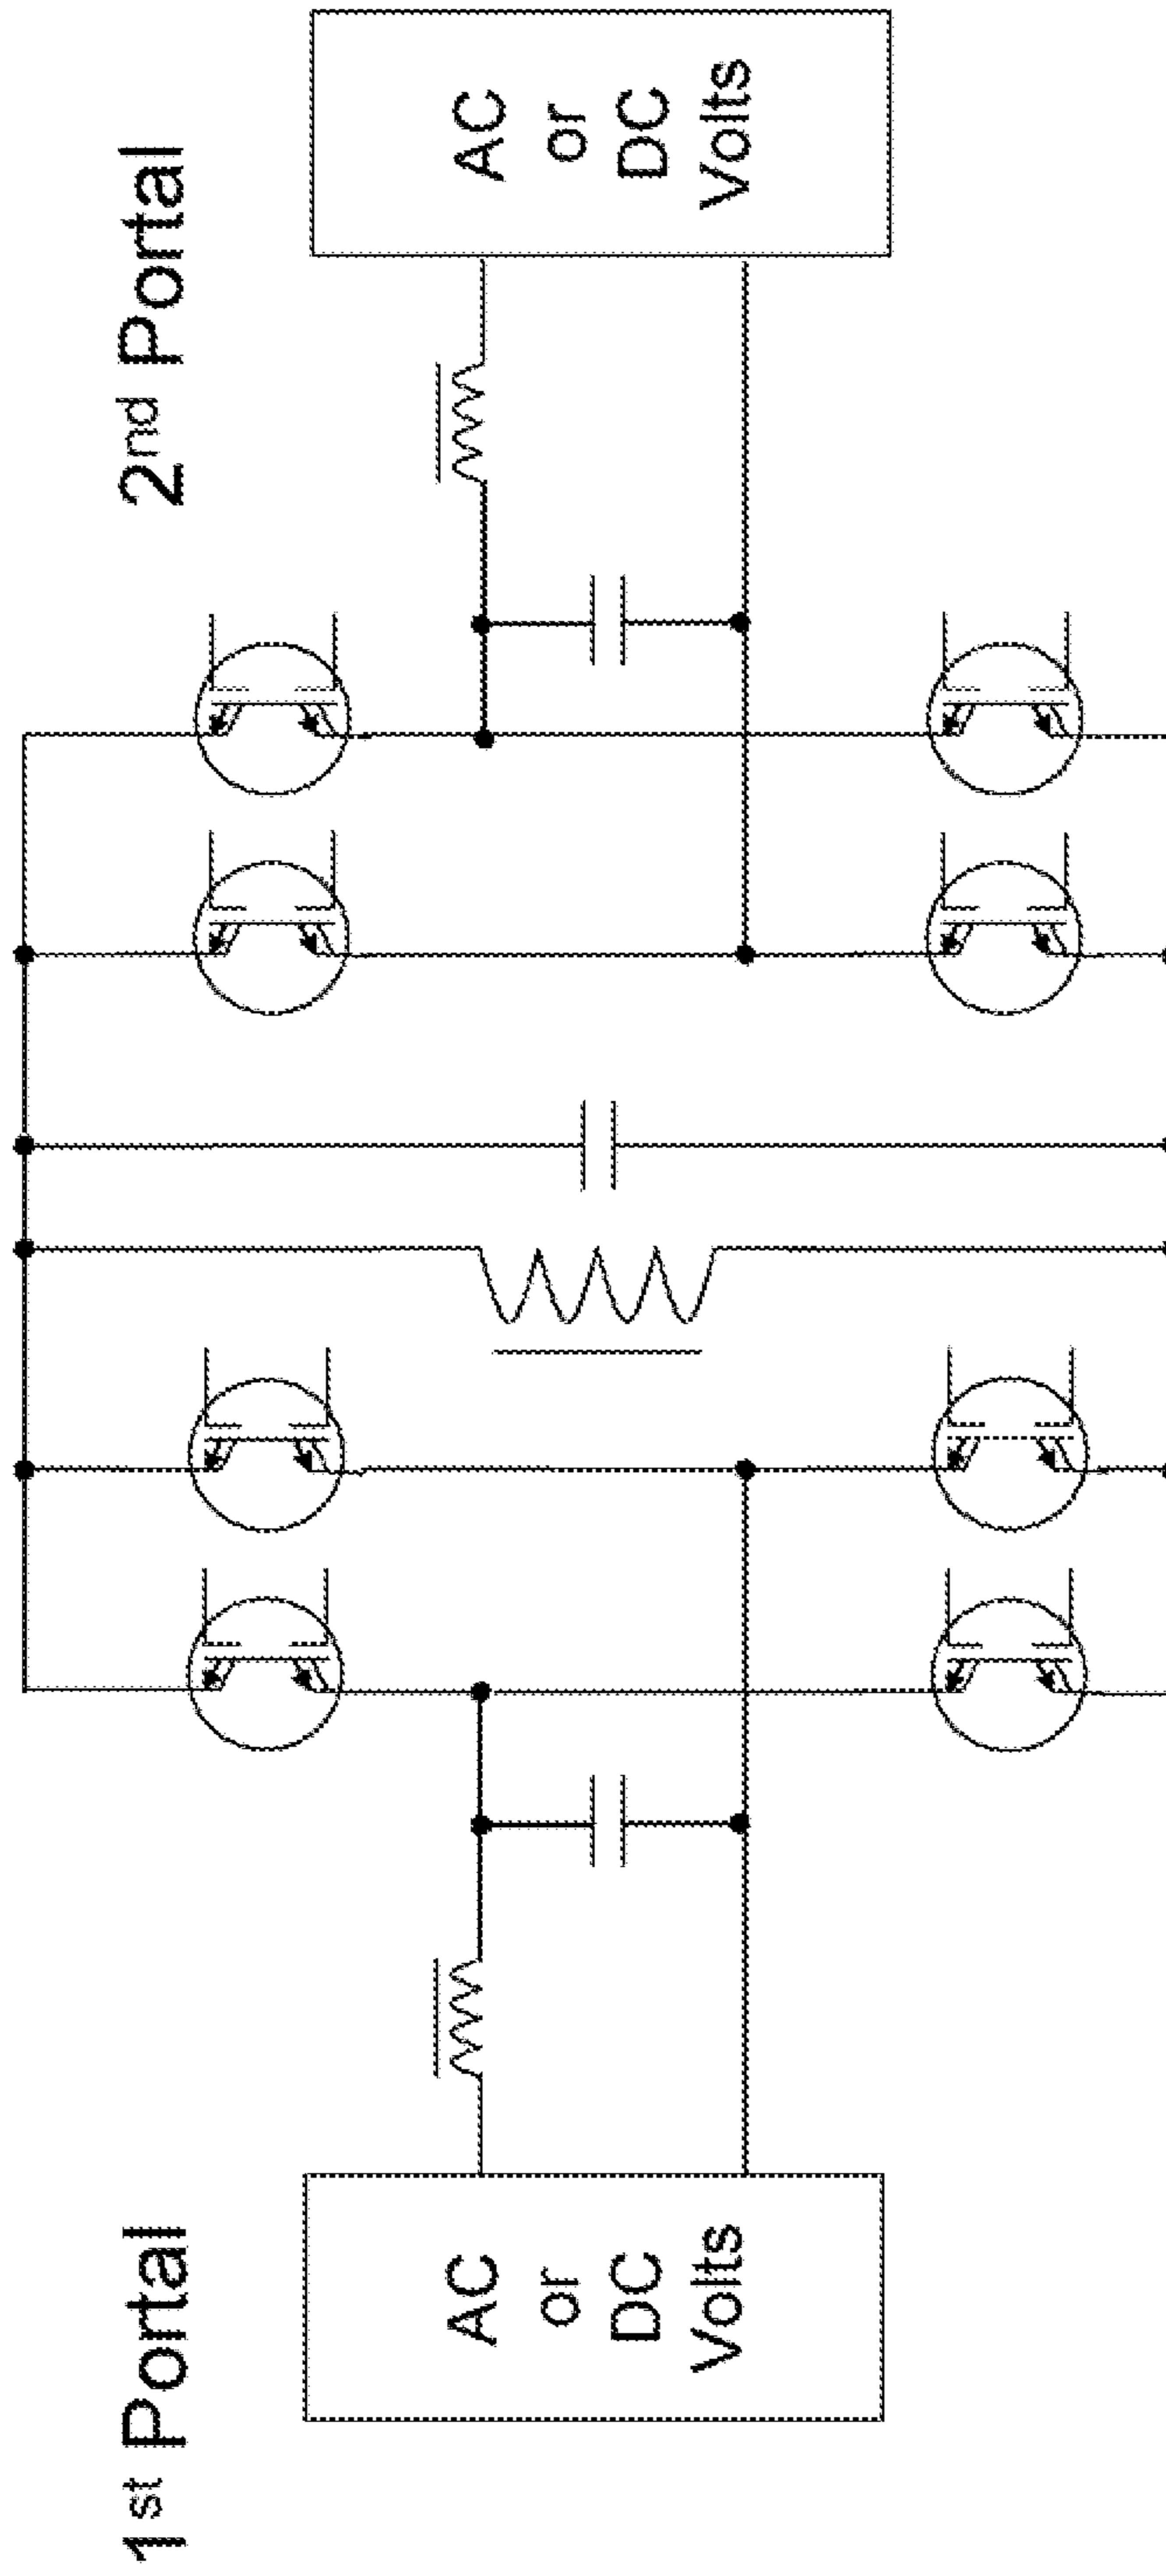 1st Portal
AC
or
DC
Volts
2nd Portal
AC
or
DC
Volts